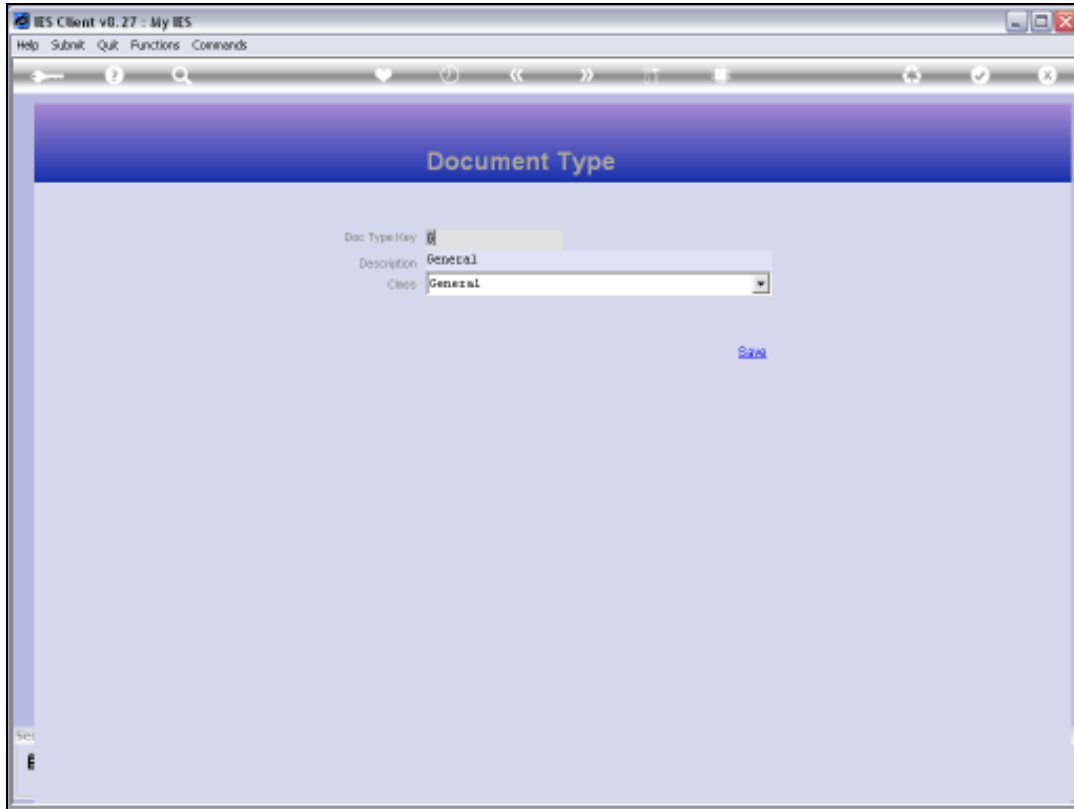 IES Client v8.27 : My IES
Help Submit Quit Functions Commands
Document Type
Doc Type Key
Description General
Class General
Save